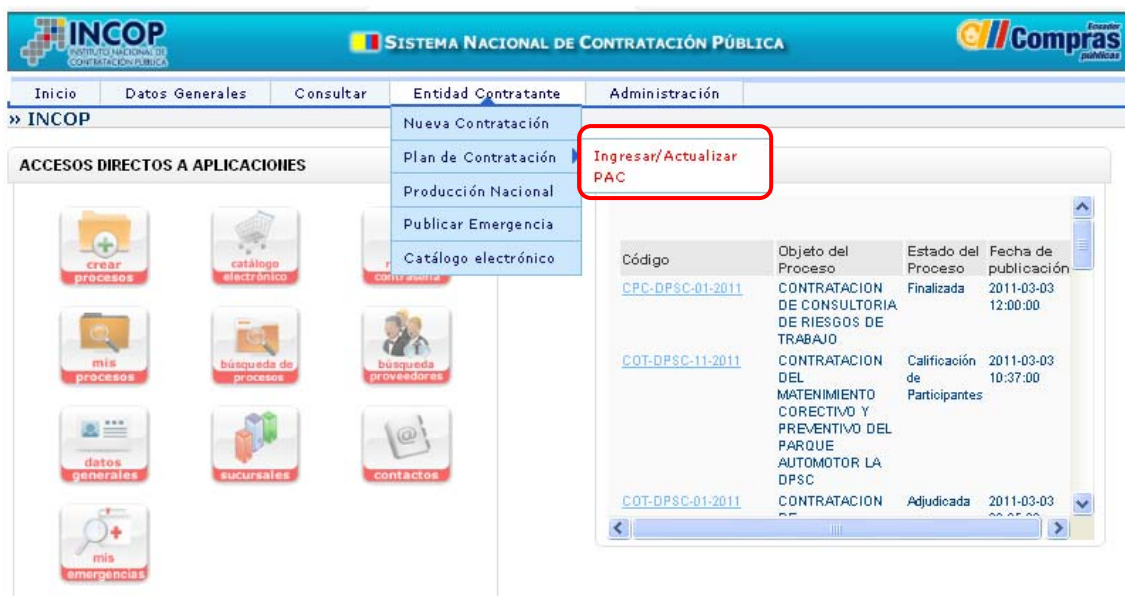 INCOP
INSTITUTO NACIONAL DE
CONTRATACIÓN PÚBLICA
SISTEMA NACIONAL DE CONTRATACIÓN PÚBLICA
Ecuador
Compras
públicas
Inicio
Datos Generales
Consultar
Entidad Contratante
Administración
» INCOP
Nueva Contratación
Plan de Contratación
Producción Nacional
Publicar Emergencia
Catálogo electrónico
Ingresar/Actualizar
PAC
ACCESOS DIRECTOS A APLICACIONES
crear
procesos
catálogo
electrónico
contraseña
mis
procesos
búsqueda de
procesos
búsqueda
proveedores
datos
generales
sucursales
contactos
mis
emergencias
Código
Objeto del
Proceso
Estado del
Proceso
Fecha de
publicación
CPC-DPSC-01-2011
CONTRATACION
DE CONSULTORIA
DE RIESGOS DE
TRABAJO
Finalizada
2011-03-03
12:00:00
COT-DPSC-11-2011
CONTRATACION
DEL
MATENIMIENTO
CORECTIVO Y
PREVENTIVO DEL
PARQUE
AUTOMOTOR LA
DPSC
Calificación
de
Participantes
2011-03-03
10:37:00
COT-DPSC-01-2011
CONTRATACION
Adjudicada
2011-03-03